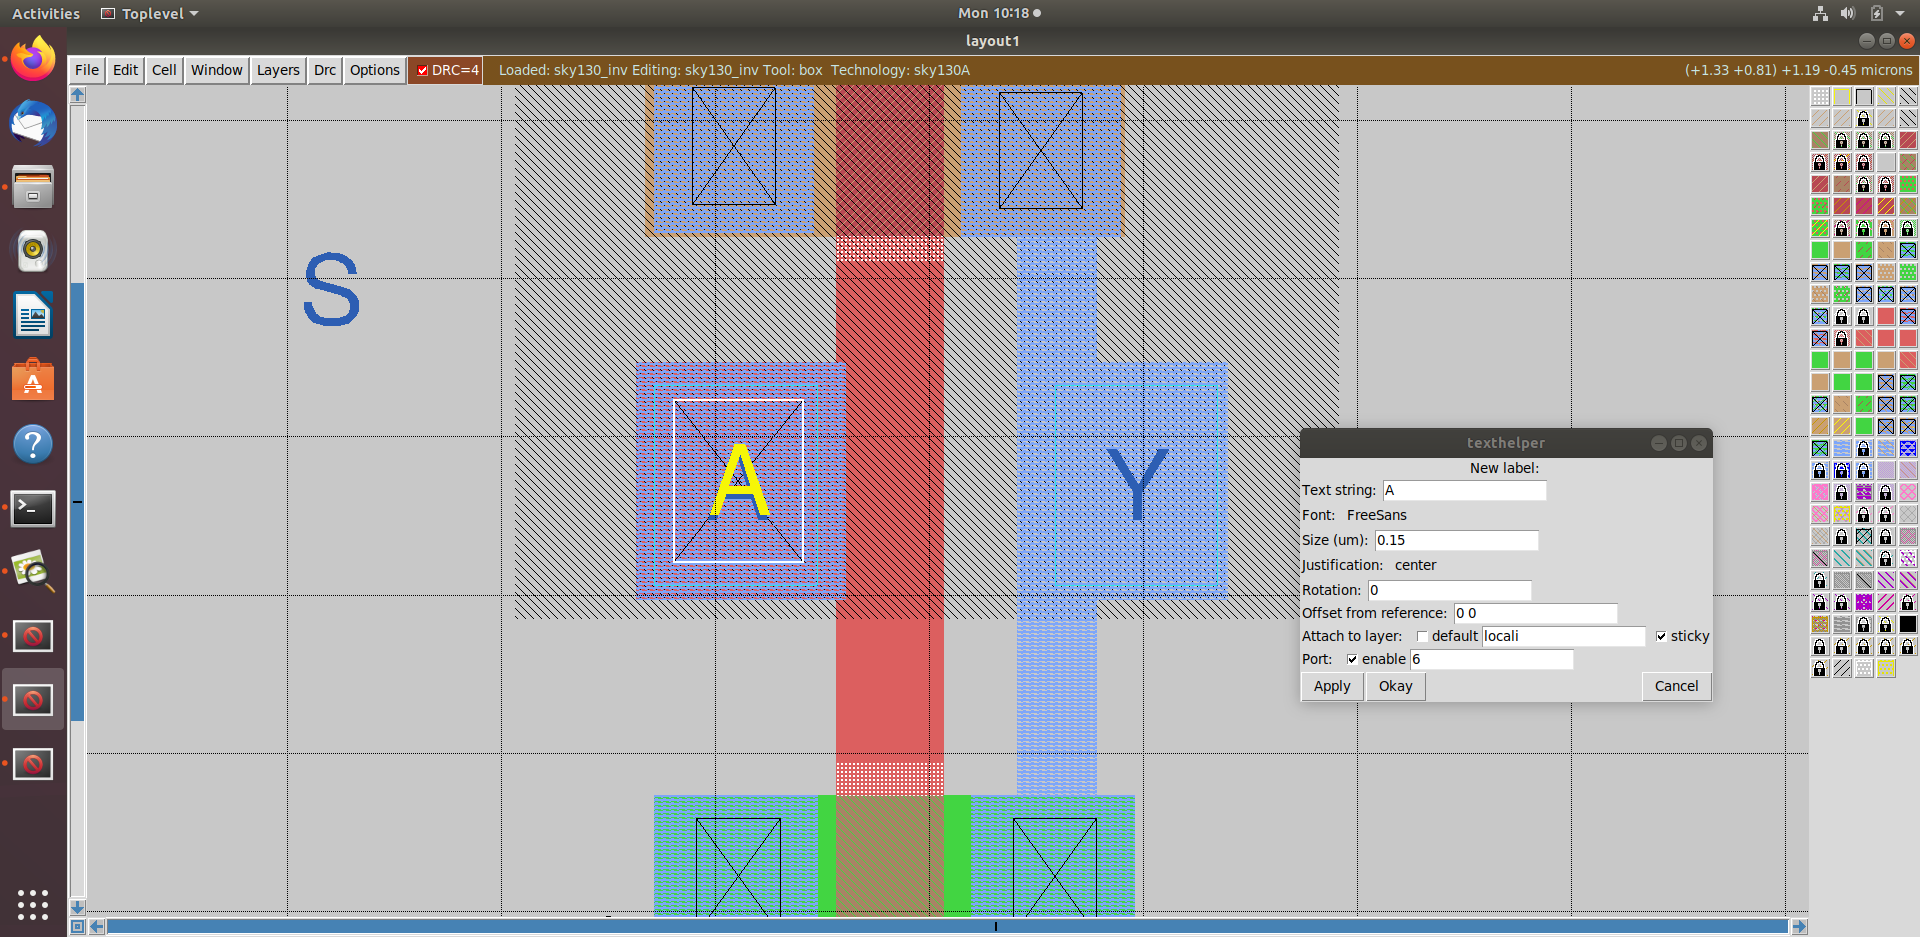 Activities Toplevel Mon 10:18
layout1
File Edit Cell Window Layers Drc Options DRC=4 Loaded: sky130_inv Editing: sky130_inv Tool: box Technology: sky130A (+1.33 +0.81) +1.19 -0.45 microns
S
A
Y
texthelper
New label:
Text string: A
Font: FreeSans
Size (um): 0.15
Justification: center
Rotation: 0
Offset from reference: 0 0
Attach to layer: default locali sticky
Port: enable 6
Apply Okay Cancel